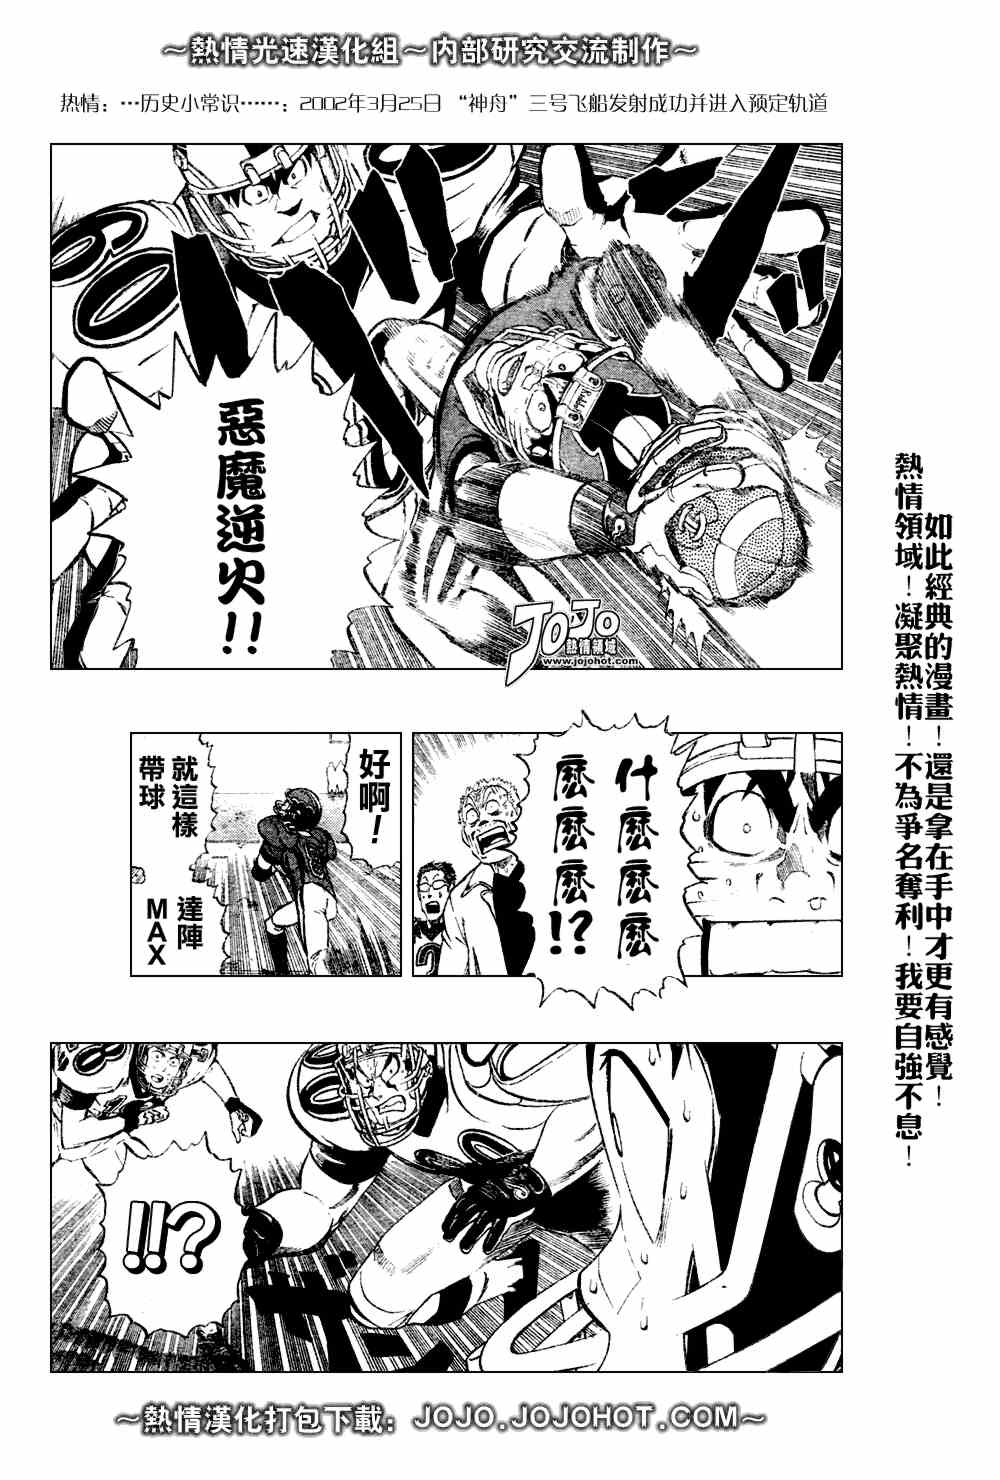 ～熱情光速漢化組～内部研究交流制作～
热情：…历史小常识……：2002年3月25日 “神舟”三号飞船发射成功并进入预定轨道
60
惡魔逆火!!
JOJO
熱情領域
www.jojohot.com
什麼麼麼
麼麼麼!?
好啊!
就這樣
帶球
達陣
MAX
!!!?
如此經典的漫畫！還是拿在手中才更有感覺！
熱情領域！凝聚熱情！不為爭名奪利！我要自強不息！
～熱情漢化打包下載：JOJO.JOJOHOT.COM～